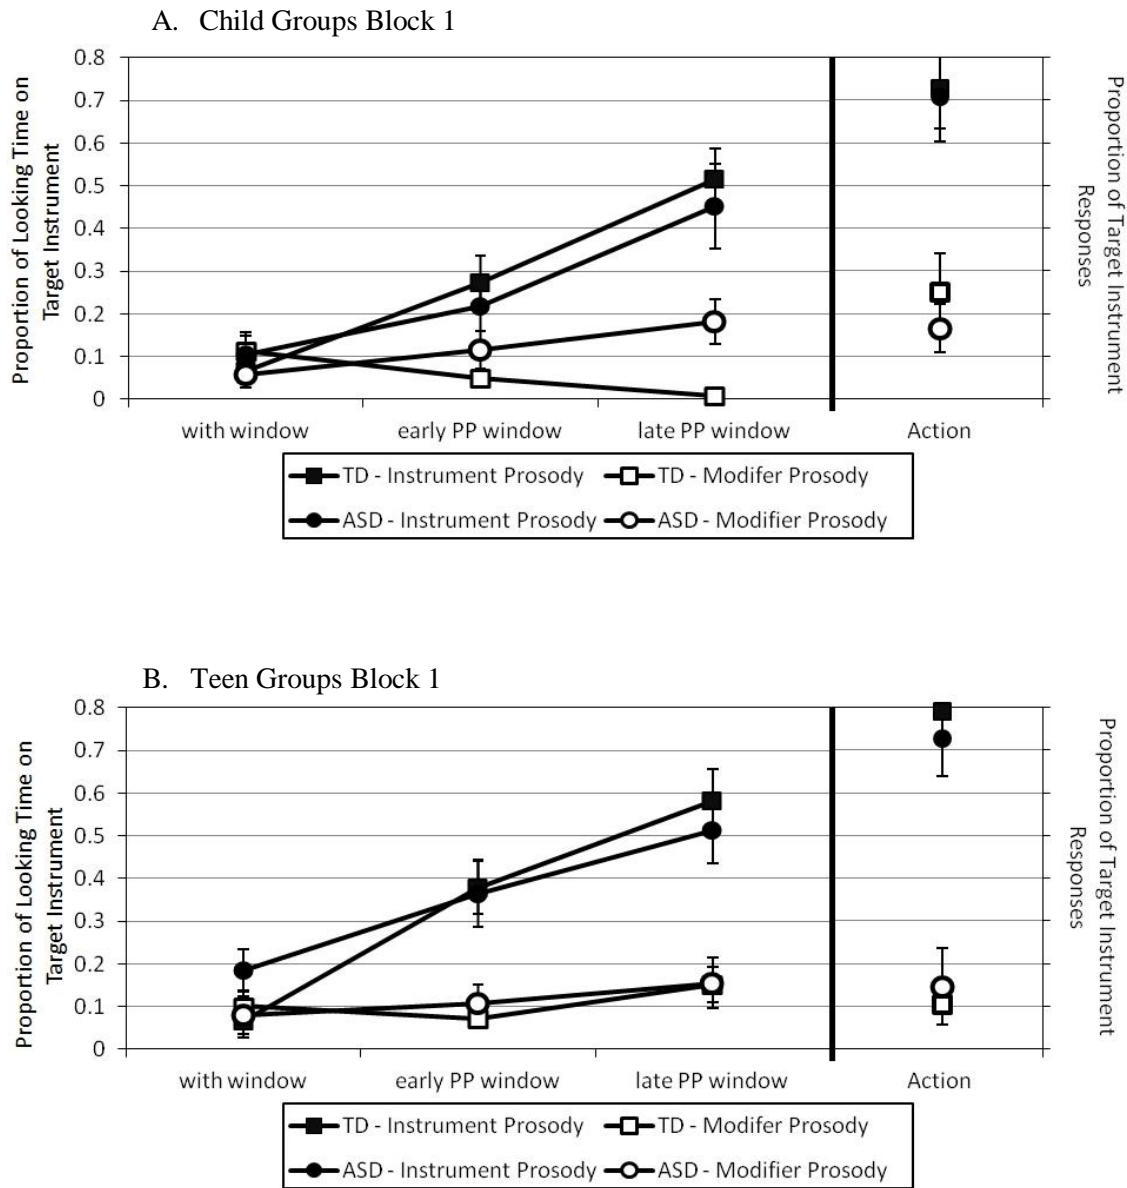 A. Child Groups Block 1
Proportion of Looking Time on
Target Instrument
0.8
0.7
0.6
0.5
0.4
0.3
0.2
0.1
0
with window early PP window late PP window Action
Proportion of Target Instrument
Responses
TD - Instrument Prosody TD - Modifer Prosody
ASD - Instrument Prosody ASD - Modifier Prosody
B. Teen Groups Block 1
Proportion of Looking Time on
Target Instrument
0.8
0.7
0.6
0.5
0.4
0.3
0.2
0.1
0
with window early PP window late PP window Action
Proportion of Target Instrument
Responses
TD - Instrument Prosody TD - Modifer Prosody
ASD - Instrument Prosody ASD - Modifier Prosody